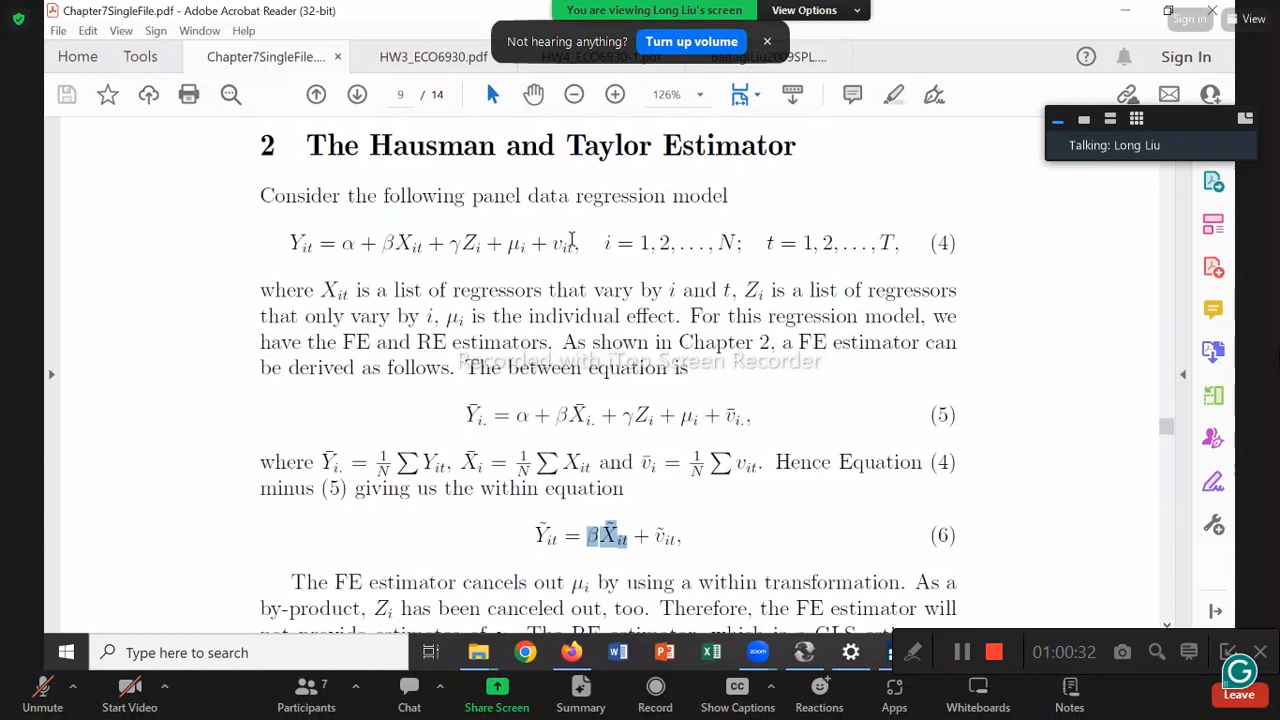 Chapter7SingleFile.pdf - Adobe Acrobat Reader (32-bit)
You are viewing Long Liu's screen
View Options
Sign in
View
File Edit View Sign Window Help
Not hearing anything? Turn up volume
Home Tools Chapter7SingleFile.... HW3_ECO6930.pdf HW4_ECO6930-1.pdf BaltagiLiu2009SPL....
Sign In
9 / 14
126%
Talking: Long Liu
2 The Hausman and Taylor Estimator
Consider the following panel data regression model
Y_it = α + βX_it + γZ_i + μ_i + v_it, i = 1, 2, . . . , N; t = 1, 2, . . . , T, (4)
where X_it is a list of regressors that vary by i and t, Z_i is a list of regressors
that only vary by i, μ_i is the individual effect. For this regression model, we
have the FE and RE estimators. As shown in Chapter 2, a FE estimator can
Recorded with iTop Screen Recorder
be derived as follows. The between equation is
Ȳ_i. = α + βX̄_i. + γZ_i + μ_i + v̄_i., (5)
where Ȳ_i. = 1/N ∑ Y_it, X̄_i = 1/N ∑ X_it and v̄_i = 1/N ∑ v_it. Hence Equation (4)
minus (5) giving us the within equation
Ỹ_it = βX̃_it + ṽ_it, (6)
The FE estimator cancels out μ_i by using a within transformation. As a
by-product, Z_i has been canceled out, too. Therefore, the FE estimator will
Type here to search
01:00:32
Unmute Start Video 7 Participants Chat Share Screen Summary Record Show Captions Reactions Apps Whiteboards Notes Leave